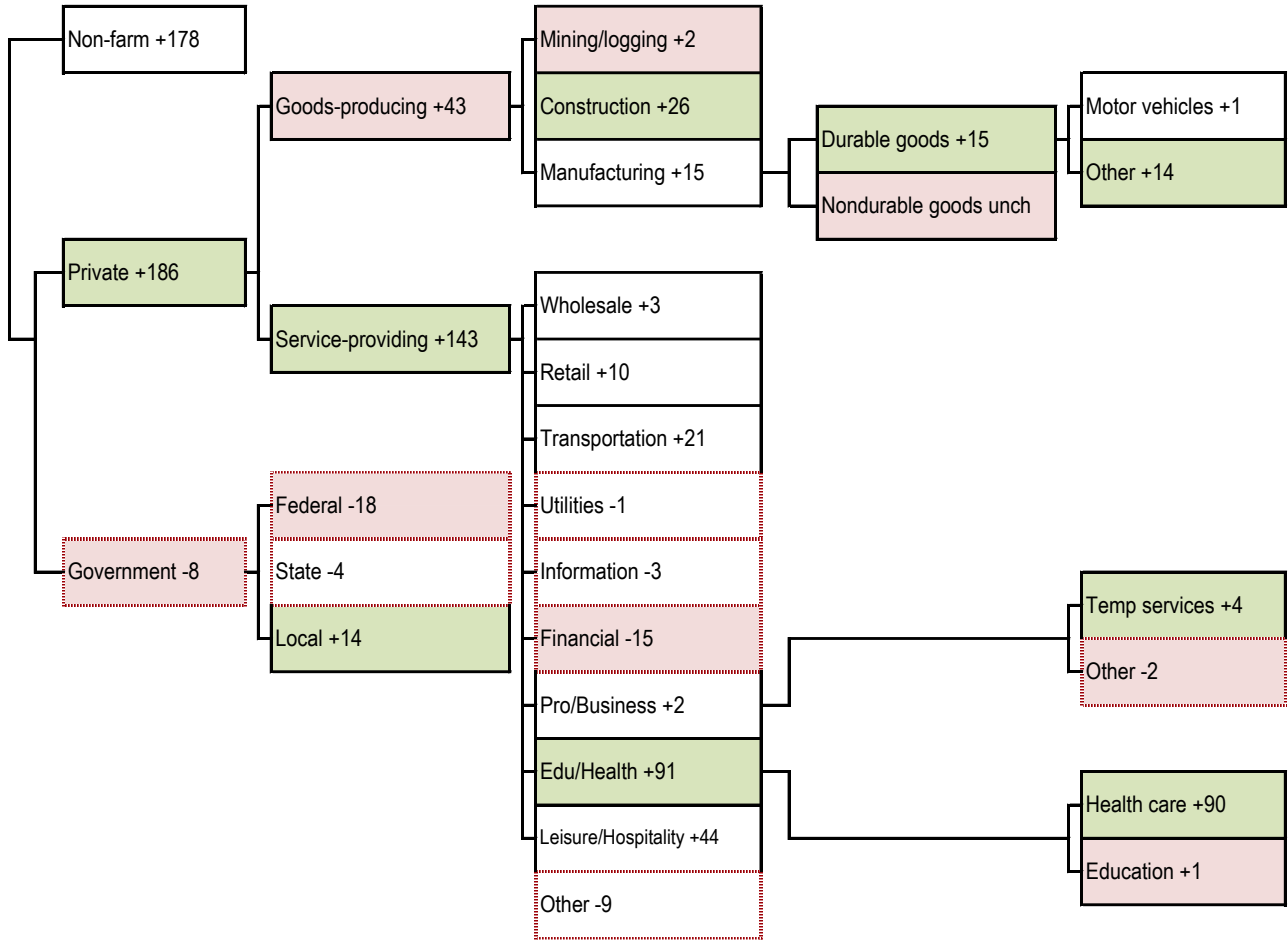 Non-farm +178
Private +186
Government -8
Goods-producing +43
Service-providing +143
Federal -18
State -4
Local +14
Mining/logging +2
Construction +26
Manufacturing +15
Wholesale +3
Retail +10
Transportation +21
Utilities -1
Information -3
Financial -15
Pro/Business +2
Edu/Health +91
Leisure/Hospitality +44
Other -9
Durable goods +15
Nondurable goods unch
Motor vehicles +1
Other +14
Temp services +4
Other -2
Health care +90
Education +1